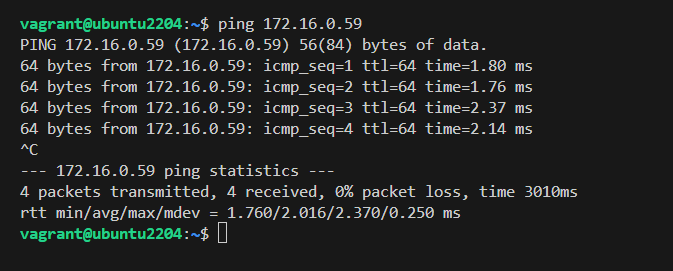 vagrant@ubuntu2204:~$ ping 172.16.0.59
PING 172.16.0.59 (172.16.0.59) 56(84) bytes of data.
64 bytes from 172.16.0.59: icmp_seq=1 ttl=64 time=1.80 ms
64 bytes from 172.16.0.59: icmp_seq=2 ttl=64 time=1.76 ms
64 bytes from 172.16.0.59: icmp_seq=3 ttl=64 time=2.37 ms
64 bytes from 172.16.0.59: icmp_seq=4 ttl=64 time=2.14 ms
^C
--- 172.16.0.59 ping statistics ---
4 packets transmitted, 4 received, 0% packet loss, time 3010ms
rtt min/avg/max/mdev = 1.760/2.016/2.370/0.250 ms
vagrant@ubuntu2204:~$